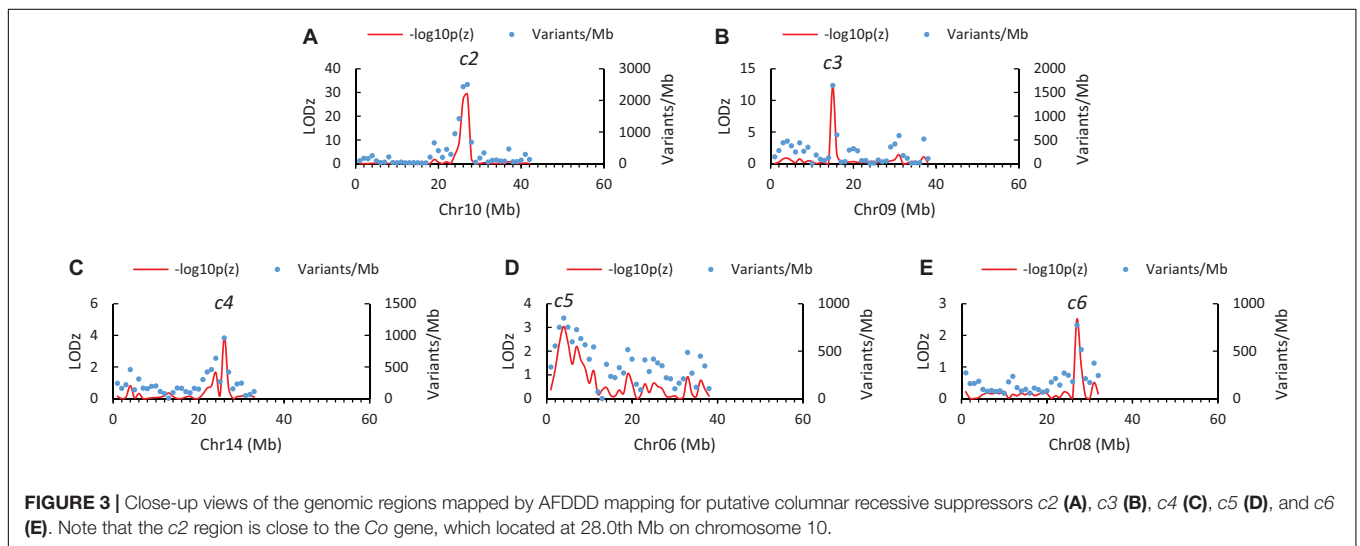 A -log10p(z) Variants/Mb
c2
40 3000
30
2000
20
1000
10
0 0
0 20 40 60
LODz
Variants/Mb
Chr10 (Mb)
B -log10p(z) Variants/Mb
c3
15 2000
1500
10
1000
5
500
0 0
0 20 40 60
LODz
Variants/Mb
Chr09 (Mb)
C -log10p(z) Variants/Mb
c4
6 1500
4 1000
2 500
0 0
0 20 40 60
LODz
Variants/Mb
Chr14 (Mb)
D -log10p(z) Variants/Mb
c5
4 1000
3
2 500
1
0 0
0 20 40 60
LODz
Variants/Mb
Chr06 (Mb)
E -log10p(z) Variants/Mb
c6
3 1000
2
500
1
0 0
0 20 40 60
LODz
Variants/Mb
Chr08 (Mb)
FIGURE 3 | Close-up views of the genomic regions mapped by AFDDD mapping for putative columnar recessive suppressors c2 (A), c3 (B), c4 (C), c5 (D), and c6
(E). Note that the c2 region is close to the Co gene, which located at 28.0th Mb on chromosome 10.